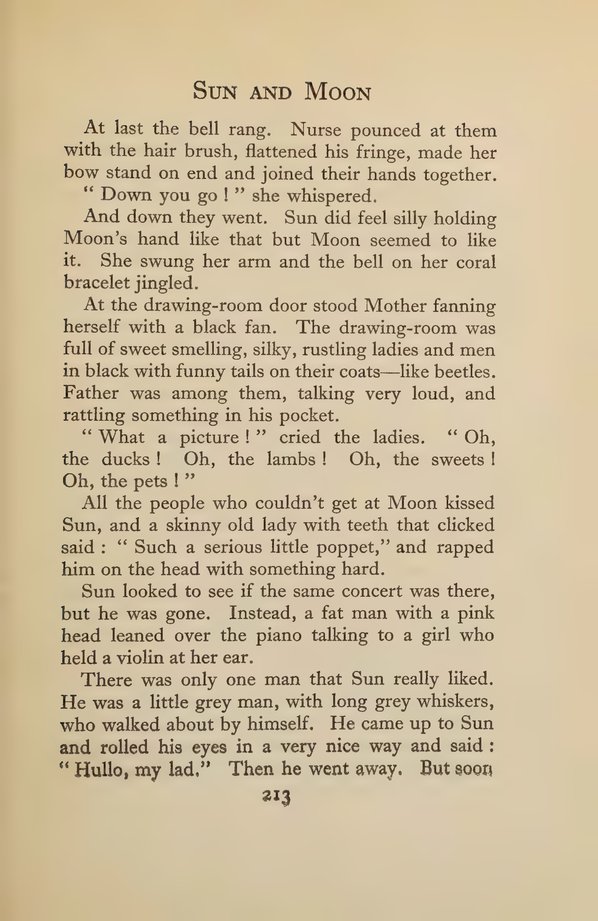 Sun and Moon
At last the bell rang. Nurse pounced at them
with the hair brush, flattened his fringe, made her
bow stand on end and joined their hands together.
“ Down you go ! ” she whispered.
And down they went. Sun did feel silly holding
Moon’s hand like that but Moon seemed to like
it. She swung her arm and the bell on her coral
bracelet jingled.
At the drawing-room door stood Mother fanning
herself with a black fan. The drawing-room was
full of sweet smelling, silky, rustling ladies and men
in black with funny tails on their coats—like beetles.
Father was among them, talking very loud, and
rattling something in his pocket.
“ What a picture ! ” cried the ladies. “ Oh,
the ducks ! Oh, the lambs ! Oh, the sweets !
Oh, the pets ! ”
All the people who couldn’t get at Moon kissed
Sun, and a skinny old lady with teeth that clicked
said : “ Such a serious little poppet,” and rapped
him on the head with something hard.
Sun looked to see if the same concert was there,
but he was gone. Instead, a fat man with a pink
head leaned over the piano talking to a girl who
held a violin at her ear.
There was only one man that Sun really liked.
He was a little grey man, with long grey whiskers,
who walked about by himself. He came up to Sun
and rolled his eyes in a very nice way and said :
“ Hullo, my lad.” Then he went away. But soon
213